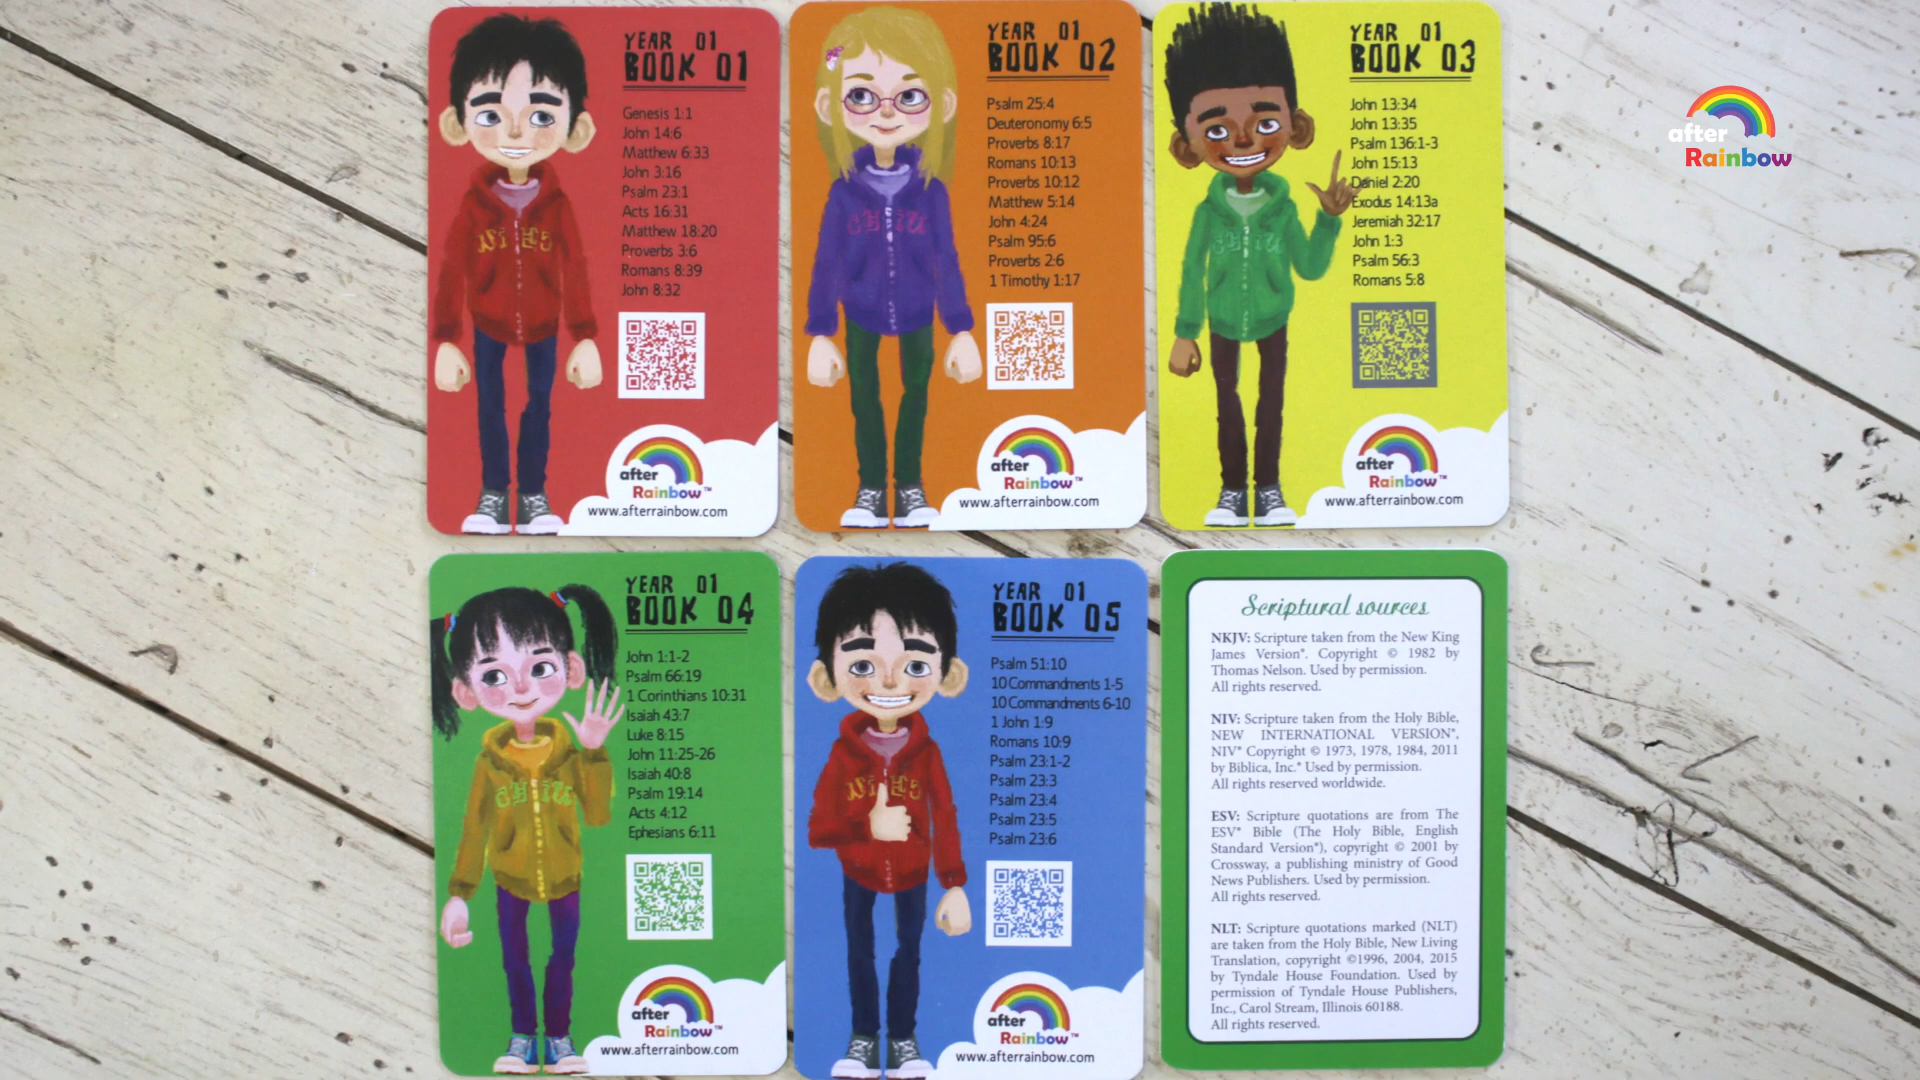 YEAR 01
BOOK 01
Genesis 1:1
John 14:6
Matthew 6:33
John 3:16
Psalm 23:1
Acts 16:31
Matthew 18:20
Proverbs 3:6
Romans 8:39
John 8:32
after
Rainbow™
www.afterrainbow.com
YEAR 01
BOOK 02
Psalm 25:4
Deuteronomy 6:5
Proverbs 8:17
Romans 10:13
Proverbs 10:12
Matthew 5:14
John 4:24
Psalm 95:6
Proverbs 2:6
1 Timothy 1:17
after
Rainbow™
www.afterrainbow.com
YEAR 01
BOOK 03
John 13:34
John 13:35
Psalm 136:1-3
John 15:13
Daniel 2:20
Exodus 14:13a
Jeremiah 32:17
John 1:3
Psalm 56:3
Romans 5:8
after
Rainbow™
www.afterrainbow.com
after
Rainbow
YEAR 01
BOOK 04
John 1:1-2
Psalm 66:19
1 Corinthians 10:31
Isaiah 43:7
Luke 8:15
John 11:25-26
Isaiah 40:8
Psalm 19:14
Acts 4:12
Ephesians 6:11
after
Rainbow™
www.afterrainbow.com
YEAR 01
BOOK 05
Psalm 51:10
10 Commandments 1-5
10 Commandments 6-10
1 John 1:9
Romans 10:9
Psalm 23:1-2
Psalm 23:3
Psalm 23:4
Psalm 23:5
Psalm 23:6
after
Rainbow™
www.afterrainbow.com
Scriptural sources
NKJV: Scripture taken from the New King
James Version®. Copyright © 1982 by
Thomas Nelson. Used by permission.
All rights reserved.
NIV: Scripture taken from the Holy Bible,
NEW INTERNATIONAL VERSION®,
NIV® Copyright © 1973, 1978, 1984, 2011
by Biblica, Inc.® Used by permission.
All rights reserved worldwide.
ESV: Scripture quotations are from The
ESV® Bible (The Holy Bible, English
Standard Version®), copyright © 2001 by
Crossway, a publishing ministry of Good
News Publishers. Used by permission.
All rights reserved.
NLT: Scripture quotations marked (NLT)
are taken from the Holy Bible, New Living
Translation, copyright ©1996, 2004, 2015
by Tyndale House Foundation. Used by
permission of Tyndale House Publishers,
Inc., Carol Stream, Illinois 60188.
All rights reserved.